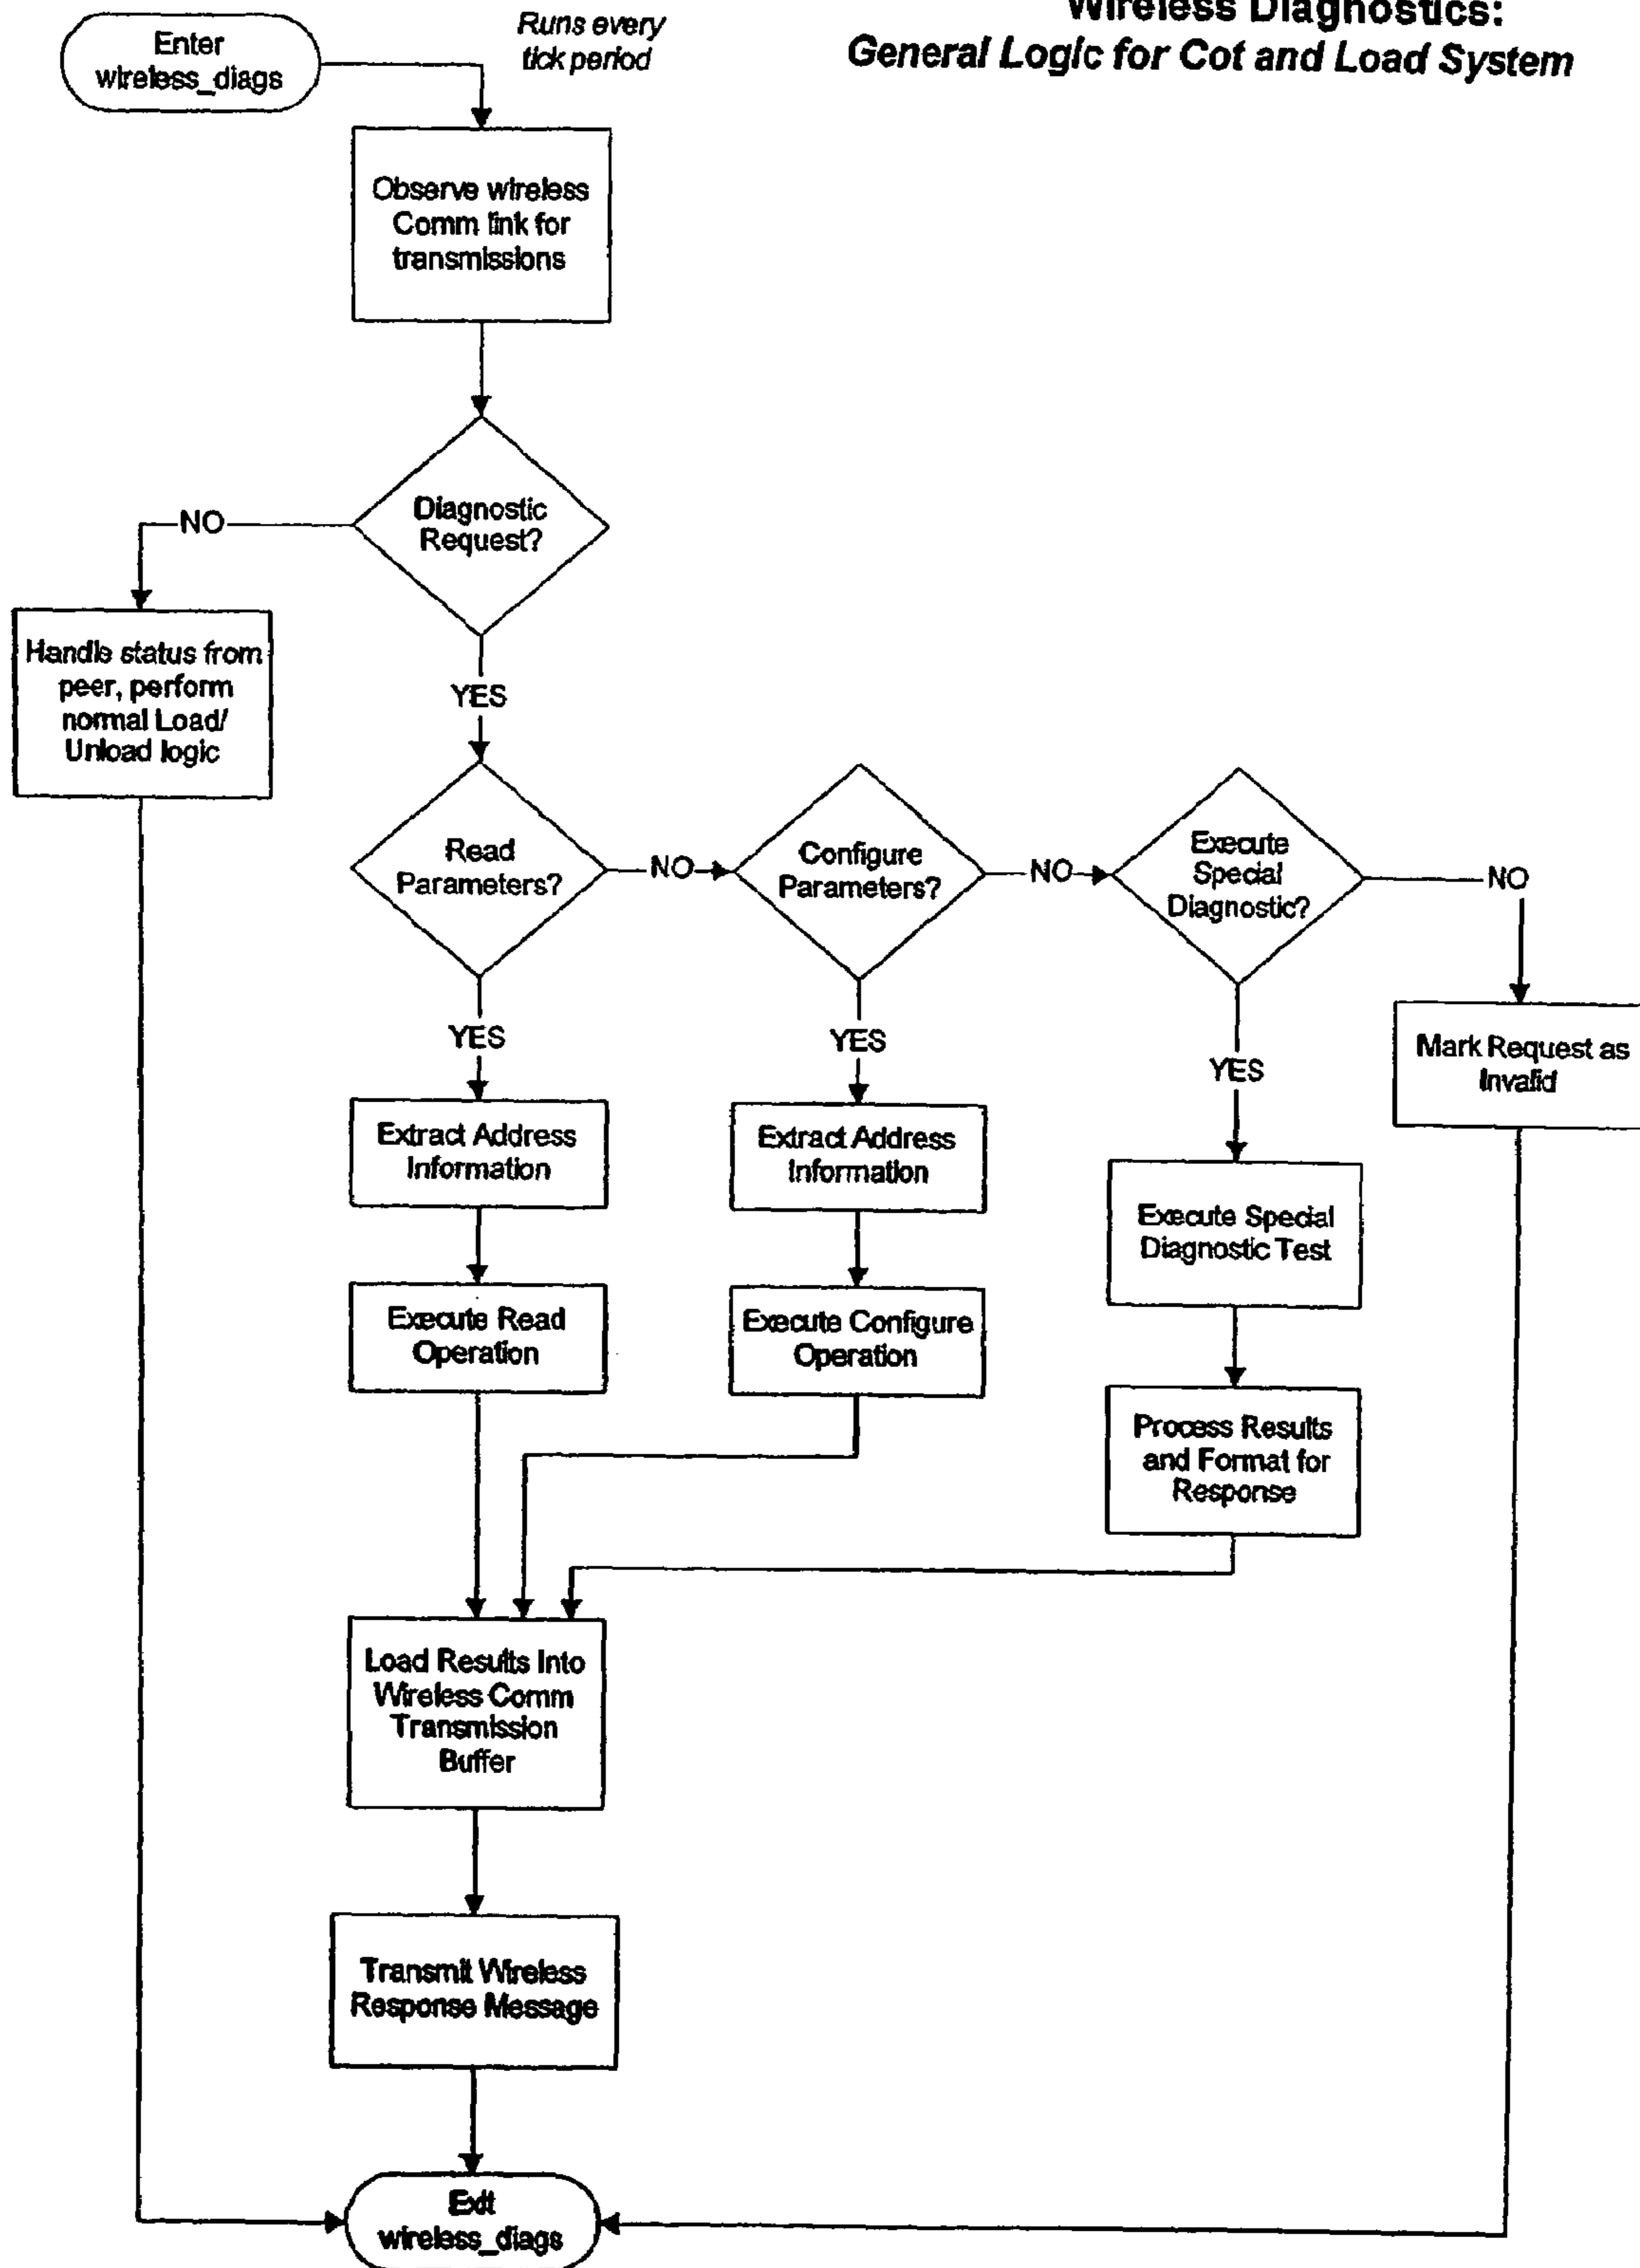 Wireless Diagnostics:
General Logic for Cot and Load System
Enter
wireless_diags
Runs every
tick period
Observe wireless
Comm link for
transmissions
Diagnostic
Request?
NO
YES
Handle status from
peer, perform
normal Load/
Unload logic
Read
Parameters?
NO
Configure
Parameters?
NO
Execute
Special
Diagnostic?
NO
YES
YES
YES
Mark Request as
Invalid
Extract Address
Information
Extract Address
Information
Execute Special
Diagnostic Test
Execute Read
Operation
Execute Configure
Operation
Process Results
and Format for
Response
Load Results Into
Wireless Comm
Transmission
Buffer
Transmit Wireless
Response Message
Exit
wireless_diags